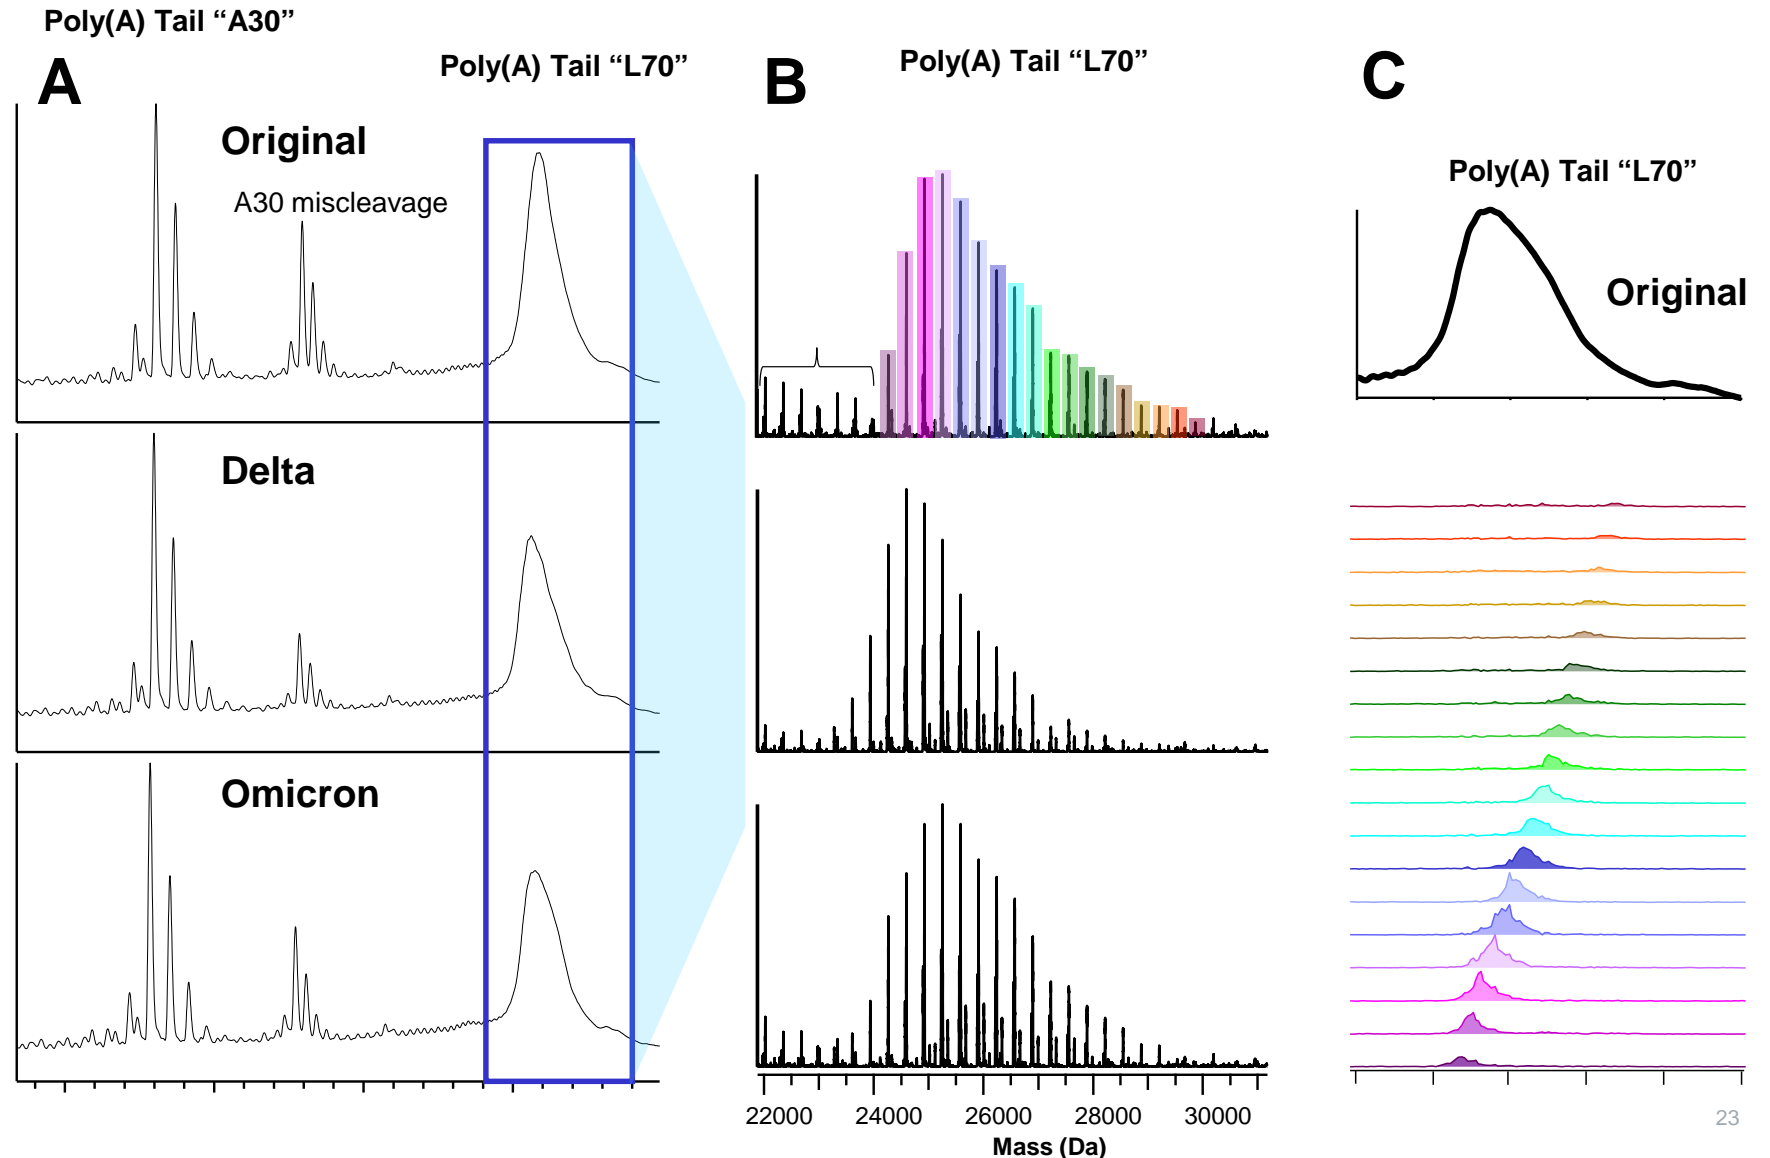 Poly(A) Tail “A30”
A
Poly(A) Tail “L70”
Original
A30 miscleavage
Delta
Omicron
B
Poly(A) Tail “L70”
22000 24000 26000 28000 30000
Mass (Da)
C
Poly(A) Tail “L70”
Original
23